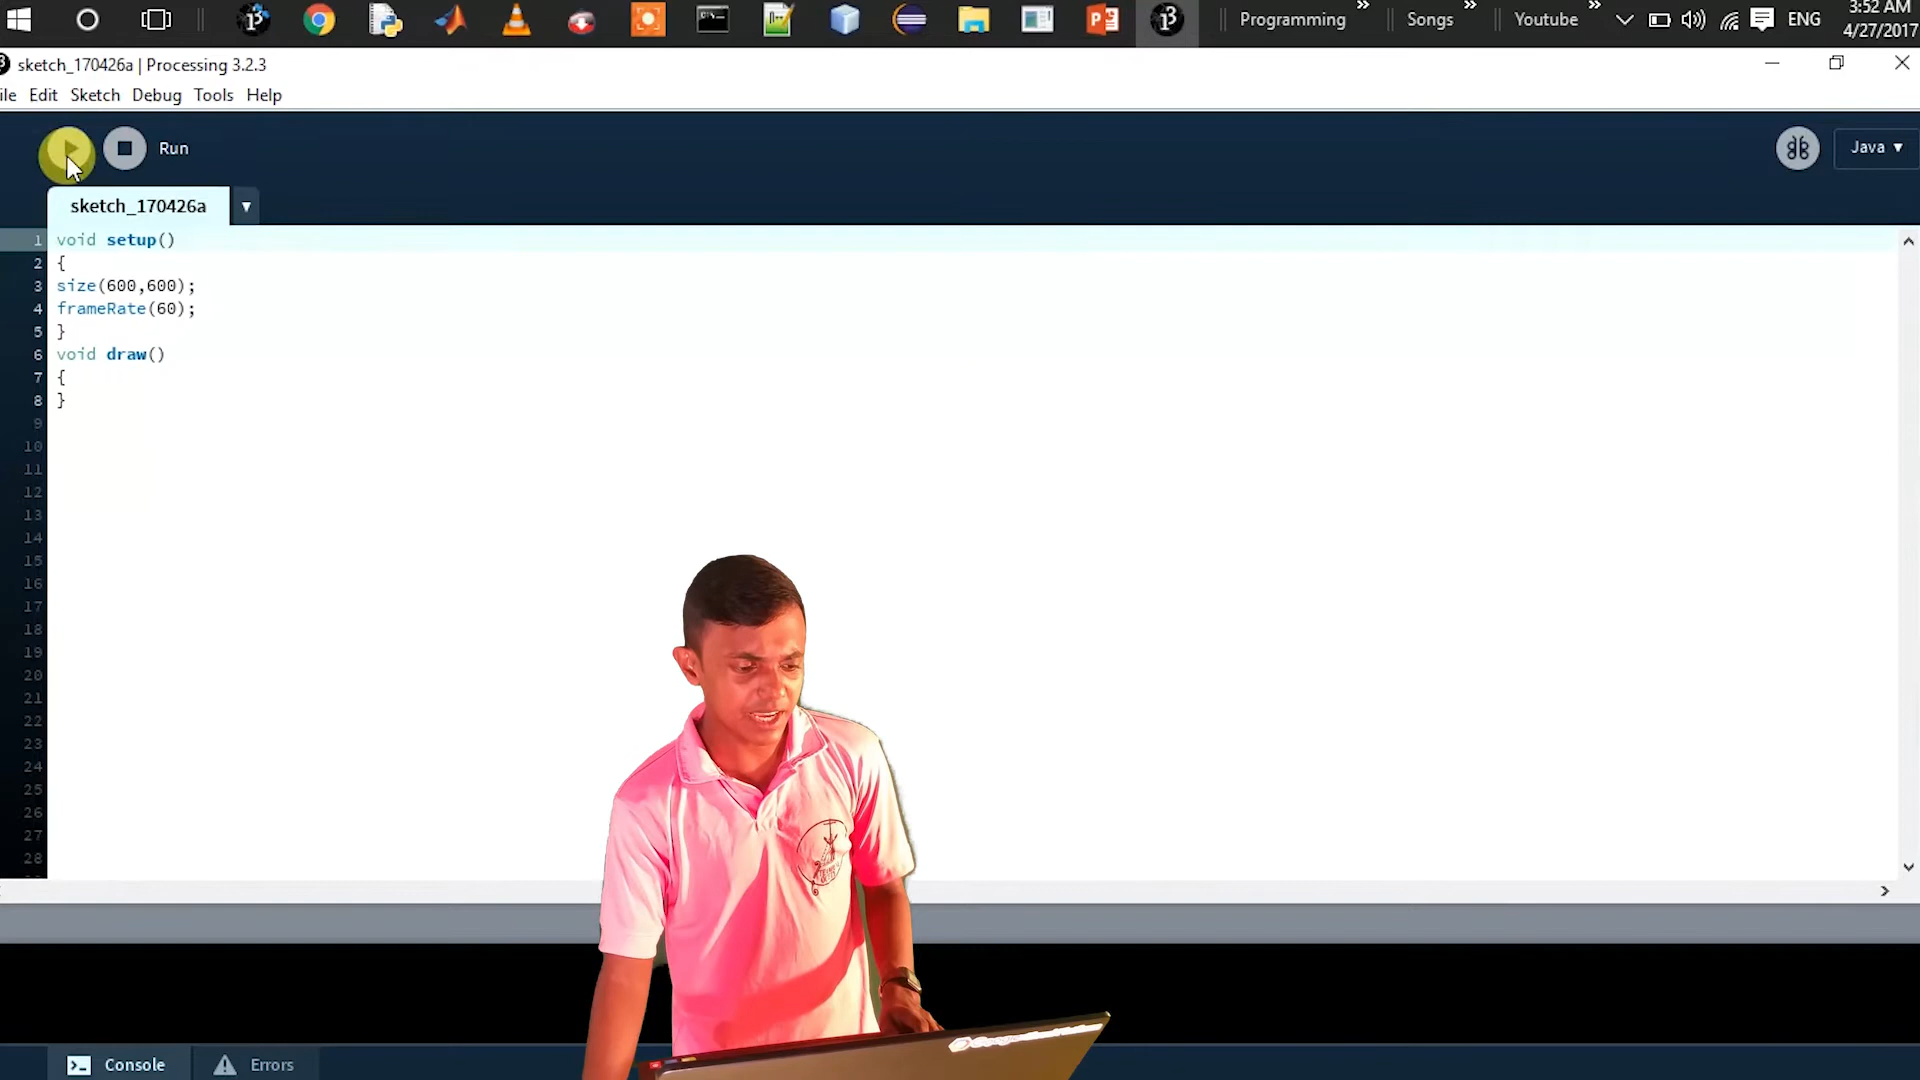 Programming
Songs
Youtube
ENG
3:52 AM
4/27/2017
sketch_170426a | Processing 3.2.3
ile Edit Sketch Debug Tools Help
Run
Java ▼
sketch_170426a ▼
1 void setup()
2 {
3 size(600,600);
4 frameRate(60);
5 }
6 void draw()
7 {
8 }
9
10
11
12
13
14
15
16
17
18
19
20
21
22
23
24
25
26
27
28
Console
Errors